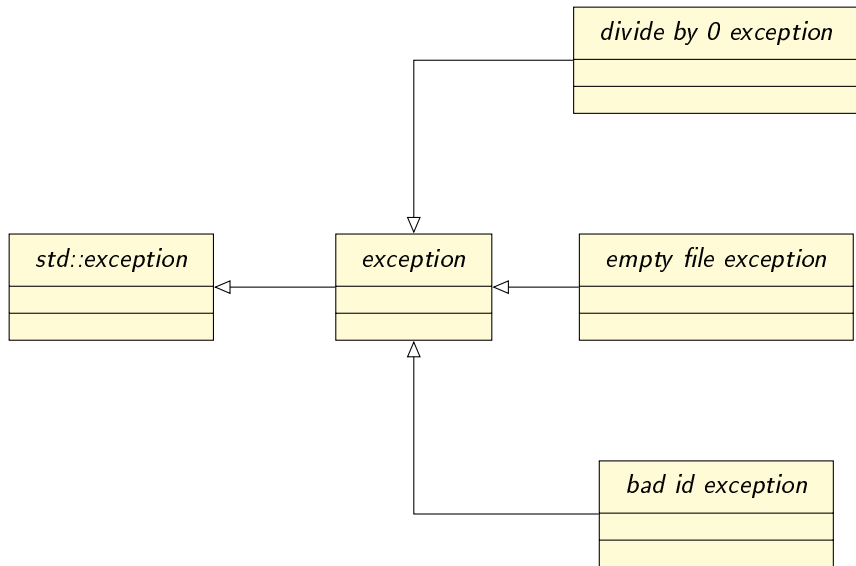 divide by 0 exception
std::exception
exception
empty file exception
bad id exception